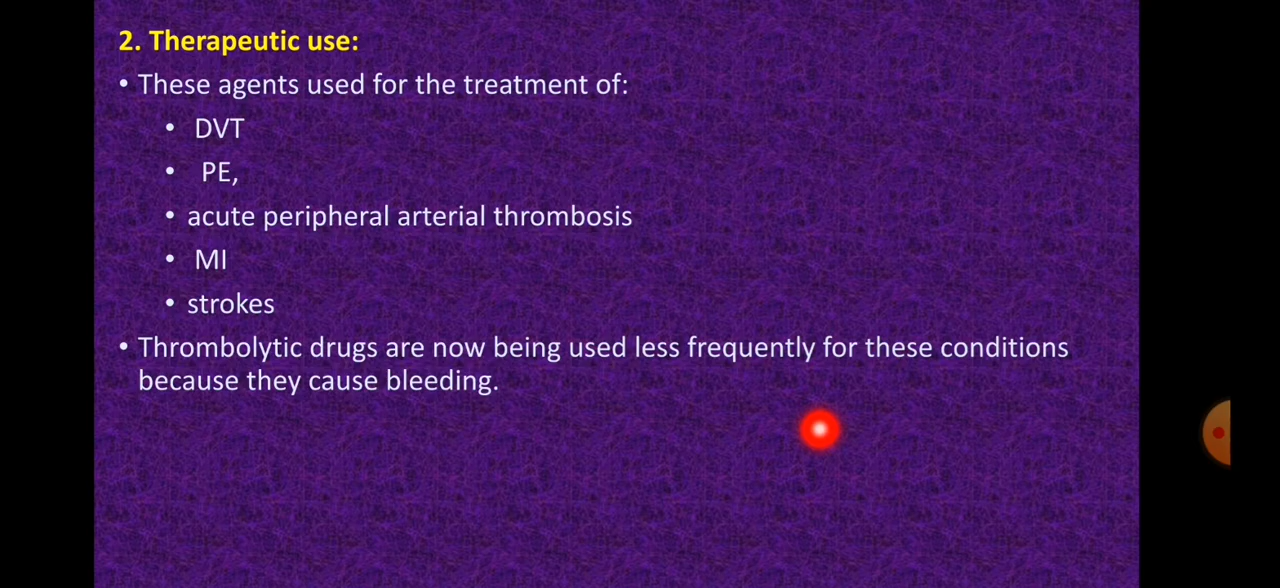 2. Therapeutic use:
• These agents used for the treatment of:
• DVT
• PE,
• acute peripheral arterial thrombosis
• MI
• strokes
• Thrombolytic drugs are now being used less frequently for these conditions
because they cause bleeding.